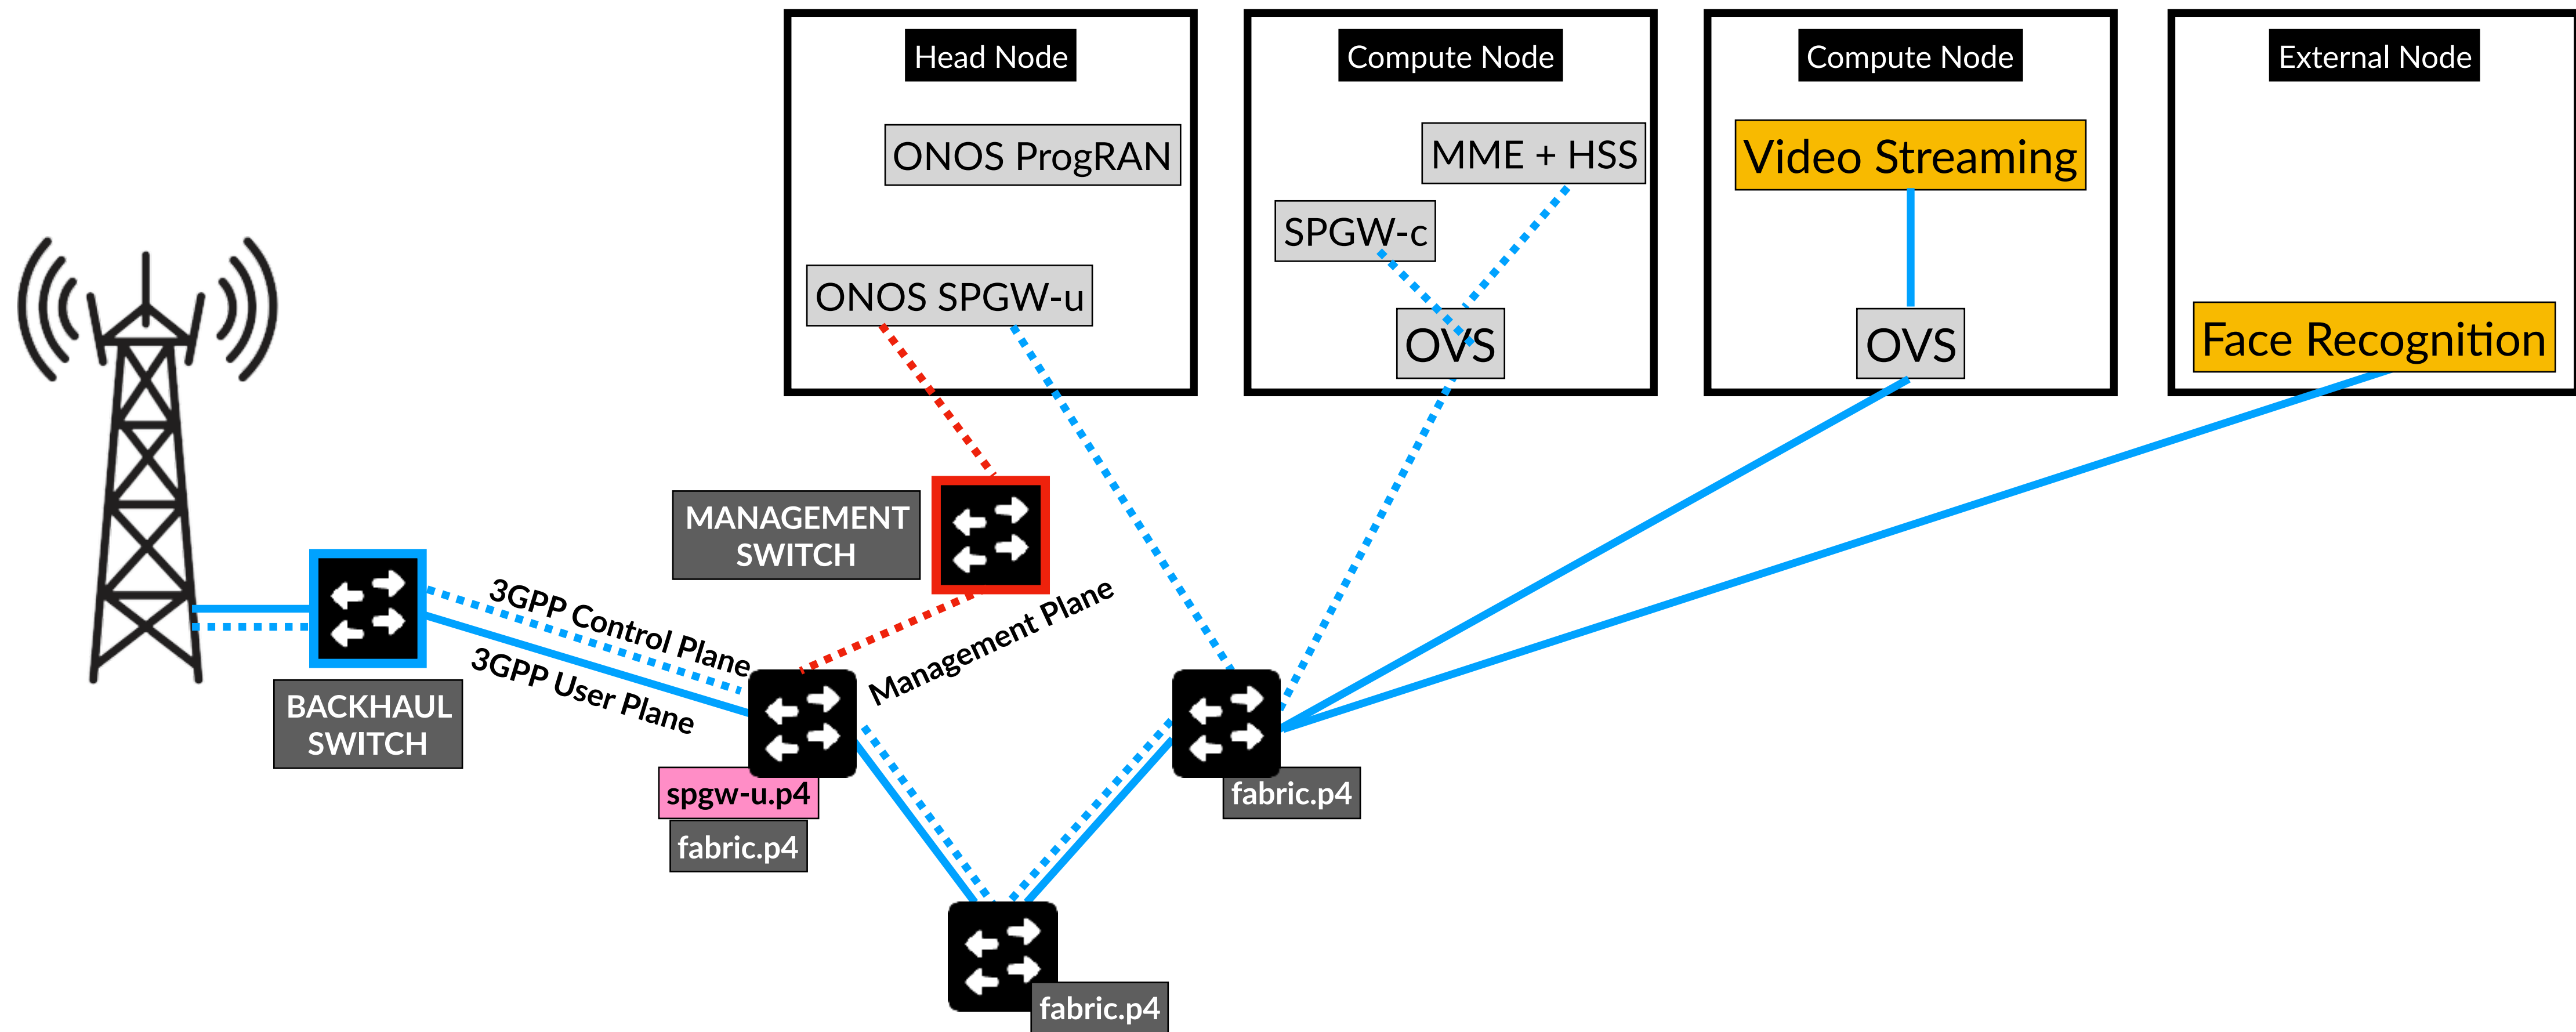 Head Node
Compute Node
Compute Node
External Node
ONOS ProgRAN
MME + HSS
Video Streaming
SPGW-c
ONOS SPGW-u
OVS
OVS
Face Recognition
MANAGEMENT
SWITCH
3GPP Control Plane
3GPP User Plane
Management Plane
BACKHAUL
SWITCH
spgw-u.p4
fabric.p4
fabric.p4
fabric.p4